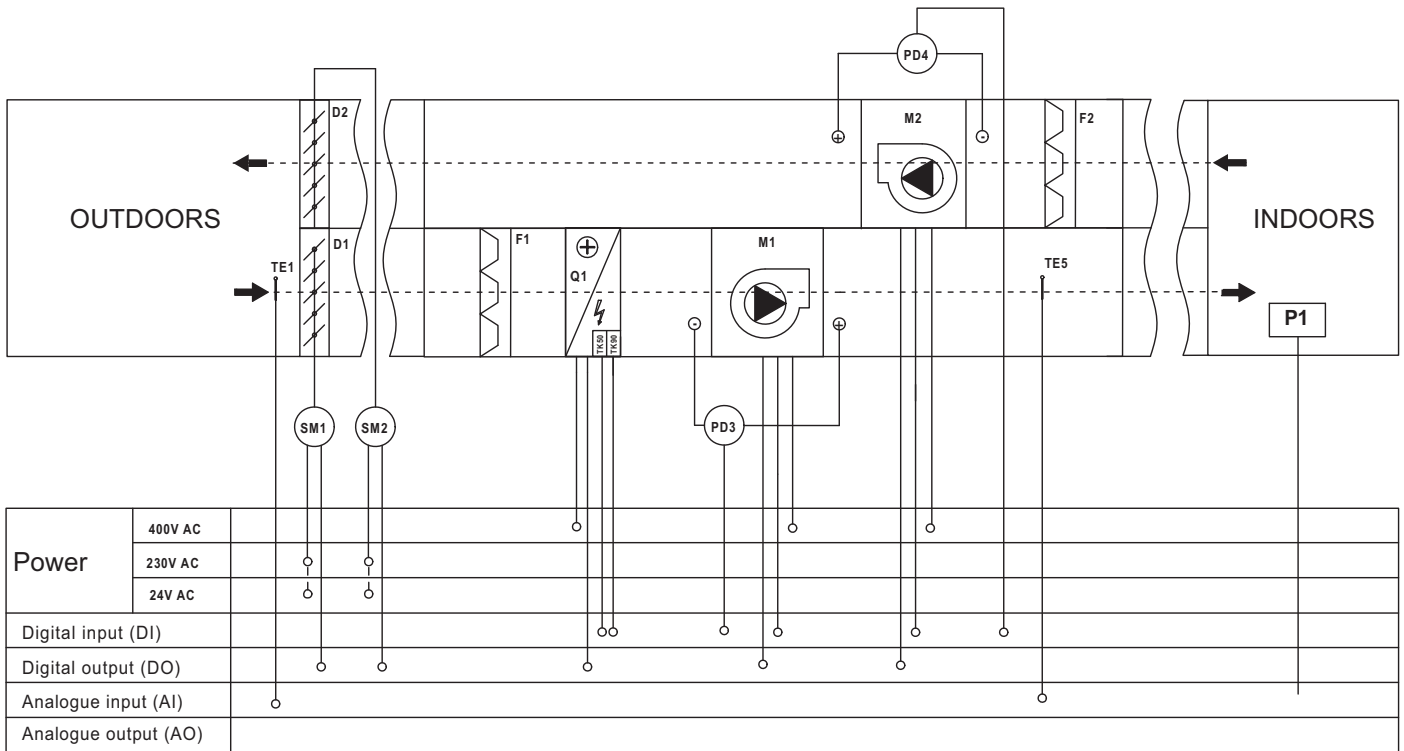 PD4
+
-
D2
M2
F2
OUTDOORS
INDOORS
TE1
D1
F1
Q1
TK50
TK90
M1
-
+
TE5
P1
SM1
SM2
PD3
Power
400V AC
230V AC
24V AC
Digital input (DI)
Digital output (DO)
Analogue input (AI)
Analogue output (AO)